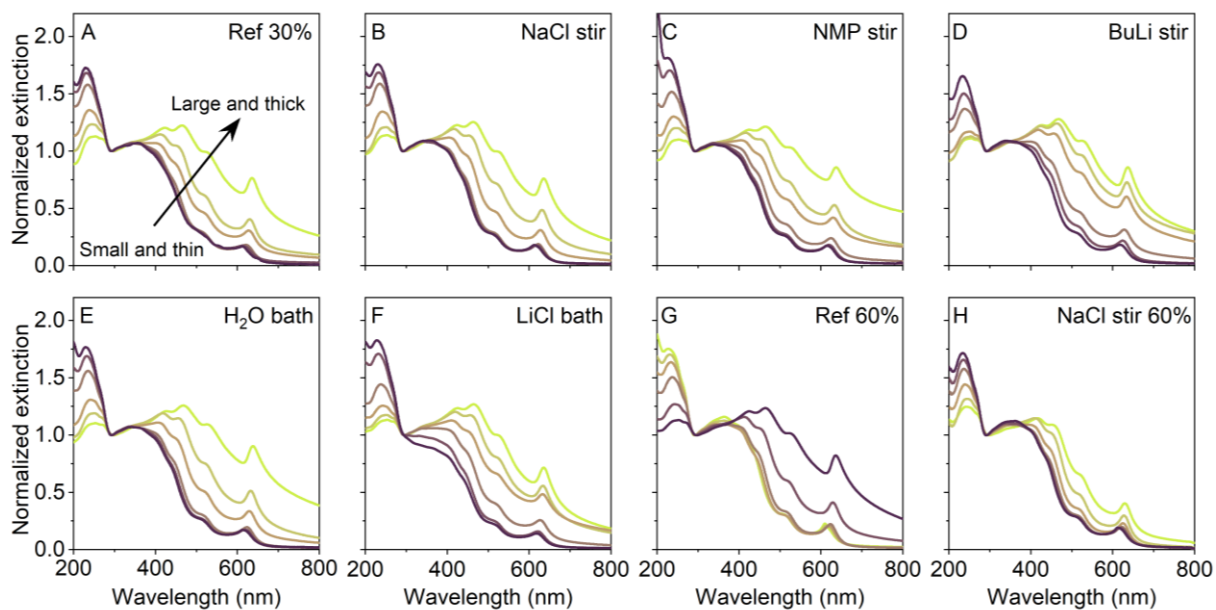 A Ref 30%
B NaCl stir
C NMP stir
D BuLi stir
2.0
1.5
1.0
0.5
0.0
Normalized extinction
Large and thick
Small and thin
E H₂O bath
F LiCl bath
G Ref 60%
H NaCl stir 60%
2.0
1.5
1.0
0.5
0.0
Normalized extinction
200 400 600 800
200 400 600 800
200 400 600 800
200 400 600 800
Wavelength (nm)
Wavelength (nm)
Wavelength (nm)
Wavelength (nm)